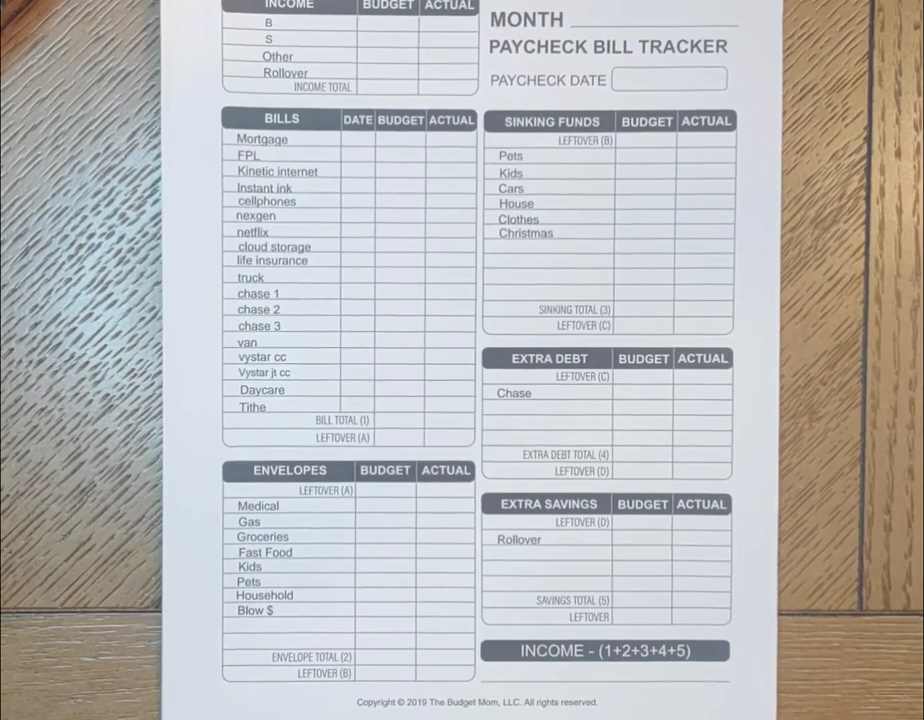 INCOME BUDGET ACTUAL
B
S
Other
Rollover
INCOME TOTAL
MONTH
PAYCHECK BILL TRACKER
PAYCHECK DATE
BILLS DATE BUDGET ACTUAL
Mortgage
FPL
Kinetic internet
Instant ink
cellphones
nexgen
netflix
cloud storage
life insurance
truck
chase 1
chase 2
chase 3
van
vystar cc
Vystar jt cc
Daycare
Tithe
BILL TOTAL (1)
LEFTOVER (A)
ENVELOPES BUDGET ACTUAL
LEFTOVER (A)
Medical
Gas
Groceries
Fast Food
Kids
Pets
Household
Blow $
ENVELOPE TOTAL (2)
LEFTOVER (B)
SINKING FUNDS BUDGET ACTUAL
LEFTOVER (B)
Pets
Kids
Cars
House
Clothes
Christmas
SINKING TOTAL (3)
LEFTOVER (C)
EXTRA DEBT BUDGET ACTUAL
LEFTOVER (C)
Chase
EXTRA DEBT TOTAL (4)
LEFTOVER (D)
EXTRA SAVINGS BUDGET ACTUAL
LEFTOVER (D)
Rollover
SAVINGS TOTAL (5)
LEFTOVER
INCOME - (1+2+3+4+5)
Copyright © 2019 The Budget Mom, LLC. All rights reserved.